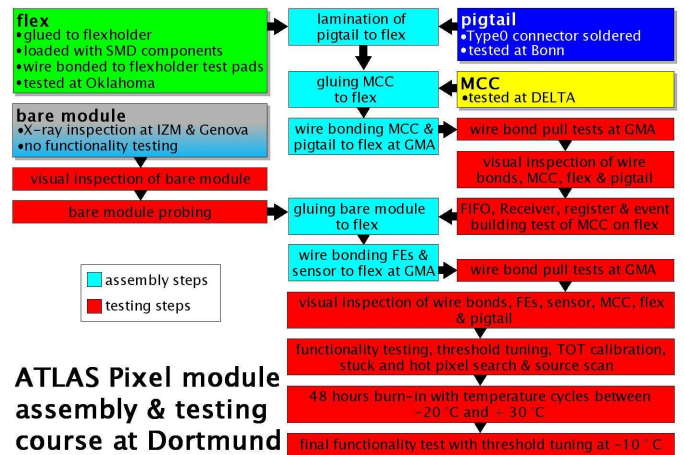 flex
•glued to flexholder
•loaded with SMD components
•wire bonded to flexholder test pads
•tested at Oklahoma
lamination of
pigtail to flex
pigtail
•Type0 connector soldered
•tested at Bonn
gluing MCC
to flex
MCC
•tested at DELTA
bare module
•X-ray inspection at IZM & Genova
•no functionality testing
wire bonding MCC &
pigtail to flex at GMA
wire bond pull tests at GMA
visual inspection of bare module
visual inspection of wire
bonds, MCC, flex & pigtail
bare module probing
gluing bare module
to flex
FIFO, Receiver, register & event
building test of MCC on flex
wire bonding FEs &
sensor to flex at GMA
wire bond pull tests at GMA
assembly steps
testing steps
visual inspection of wire bonds, FEs, sensor, MCC, flex
& pigtail
functionality testing, threshold tuning, TOT calibration,
stuck and hot pixel search & source scan
48 hours burn-in with temperature cycles between
-20 °C and + 30 °C
final functionality test with threshold tuning at -10 ° C
ATLAS Pixel module
assembly & testing
course at Dortmund